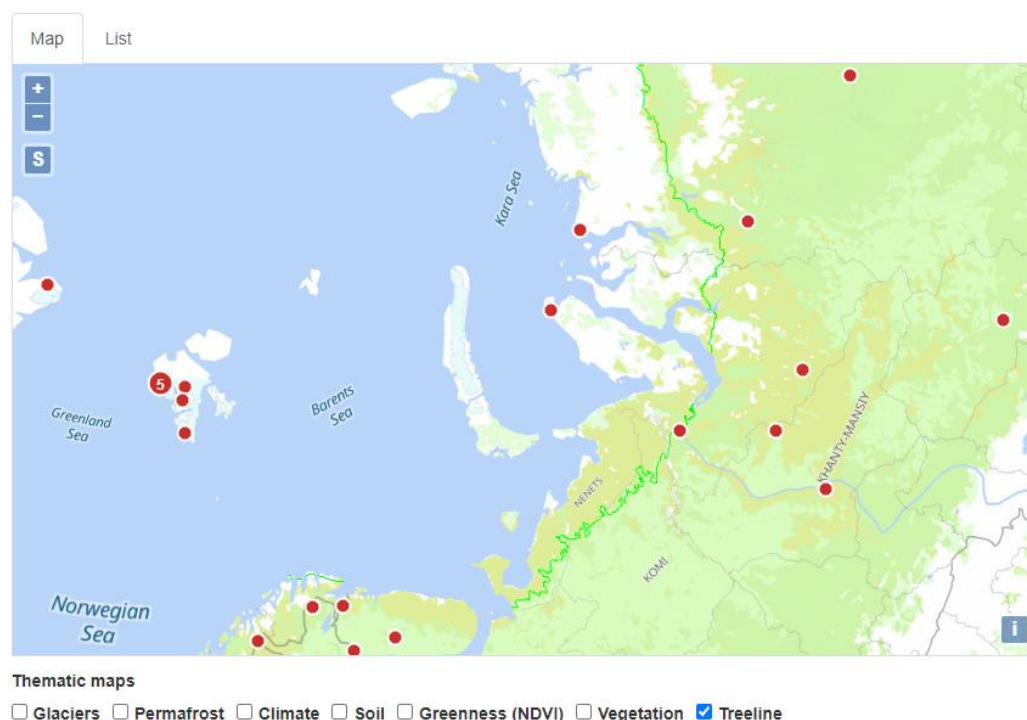 Map List
+
−
S
Kara Sea
5
Greenland
Sea
Barents
Sea
KHANTY-MANSIY
NENETS
KOMI
Norwegian
Sea
i
Thematic maps
Glaciers Permafrost Climate Soil Greenness (NDVI) Vegetation Treeline